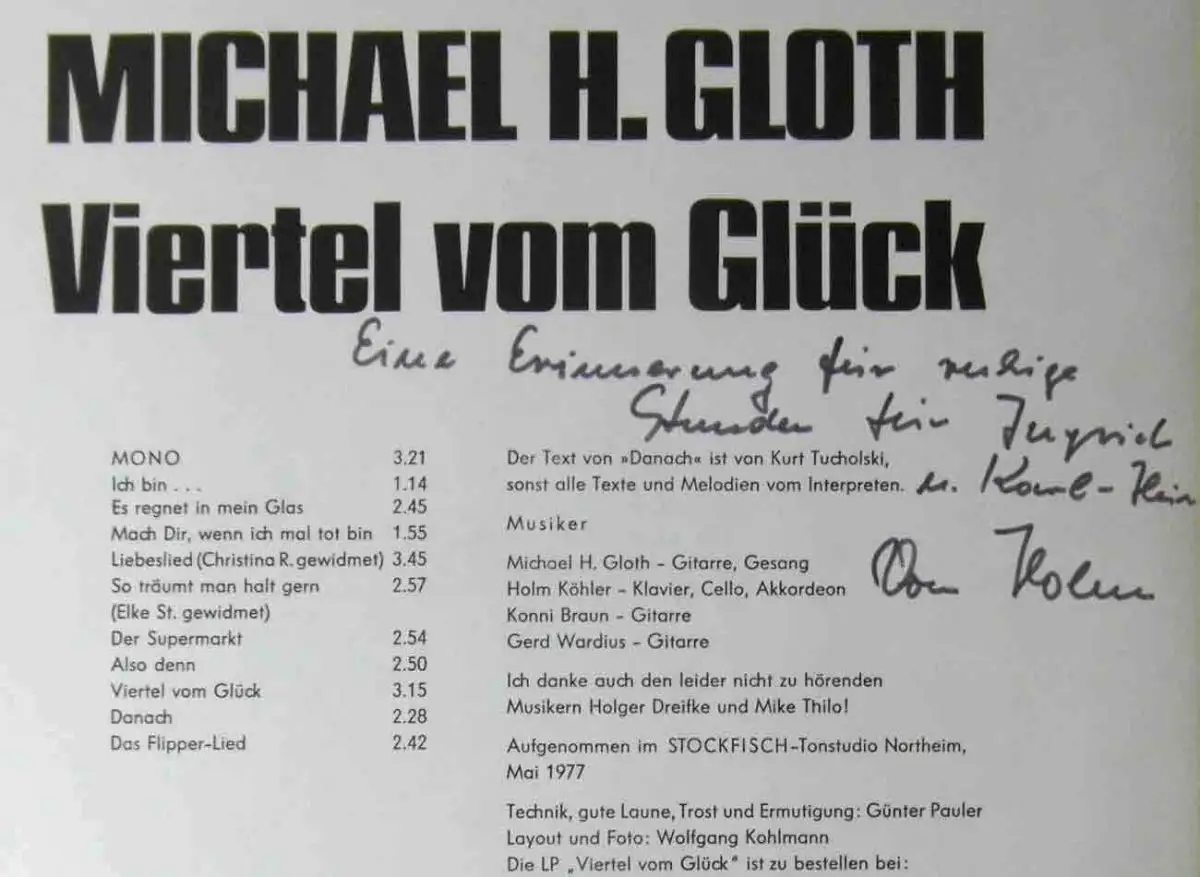 MICHAEL H. GLOTH
Viertel vom Glück
Eine Erinnerung für ruhige
Stunden für Ingrid
u. Karl-Hein
Von Holm
MONO 3.21
Ich bin . . . 1.14
Es regnet in mein Glas 2.45
Mach Dir, wenn ich mal tot bin 1.55
Liebeslied (Christina R. gewidmet) 3.45
So träumt man halt gern 2.57
(Elke St. gewidmet)
Der Supermarkt 2.54
Also denn 2.50
Viertel vom Glück 3.15
Danach 2.28
Das Flipper-Lied 2.42
Der Text von »Danach« ist von Kurt Tucholski,
sonst alle Texte und Melodien vom Interpreten.
Musiker
Michael H. Gloth – Gitarre, Gesang
Holm Köhler – Klavier, Cello, Akkordeon
Konni Braun – Gitarre
Gerd Wardius – Gitarre
Ich danke auch den leider nicht zu hörenden
Musikern Holger Dreifke und Mike Thilo!
Aufgenommen im STOCKFISCH-Tonstudio Northeim,
Mai 1977
Technik, gute Laune, Trost und Ermutigung: Günter Pauler
Layout und Foto: Wolfgang Kohlmann
Die LP „Viertel vom Glück" ist zu bestellen bei: